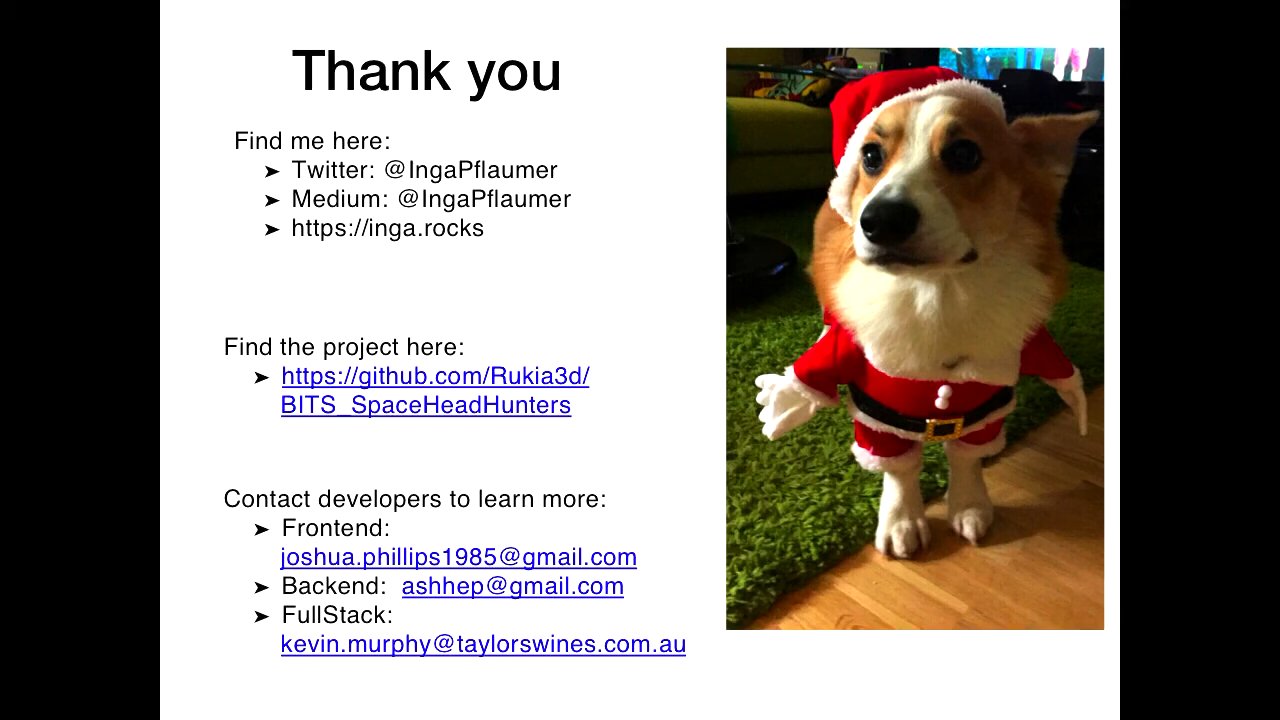 Thank you
Find me here:
➤ Twitter: @IngaPflaumer
➤ Medium: @IngaPflaumer
➤ https://inga.rocks
Find the project here:
➤ https://github.com/Rukia3d/
BITS_SpaceHeadHunters
Contact developers to learn more:
➤ Frontend:
joshua.phillips1985@gmail.com
➤ Backend: ashhep@gmail.com
➤ FullStack:
kevin.murphy@taylorswines.com.au